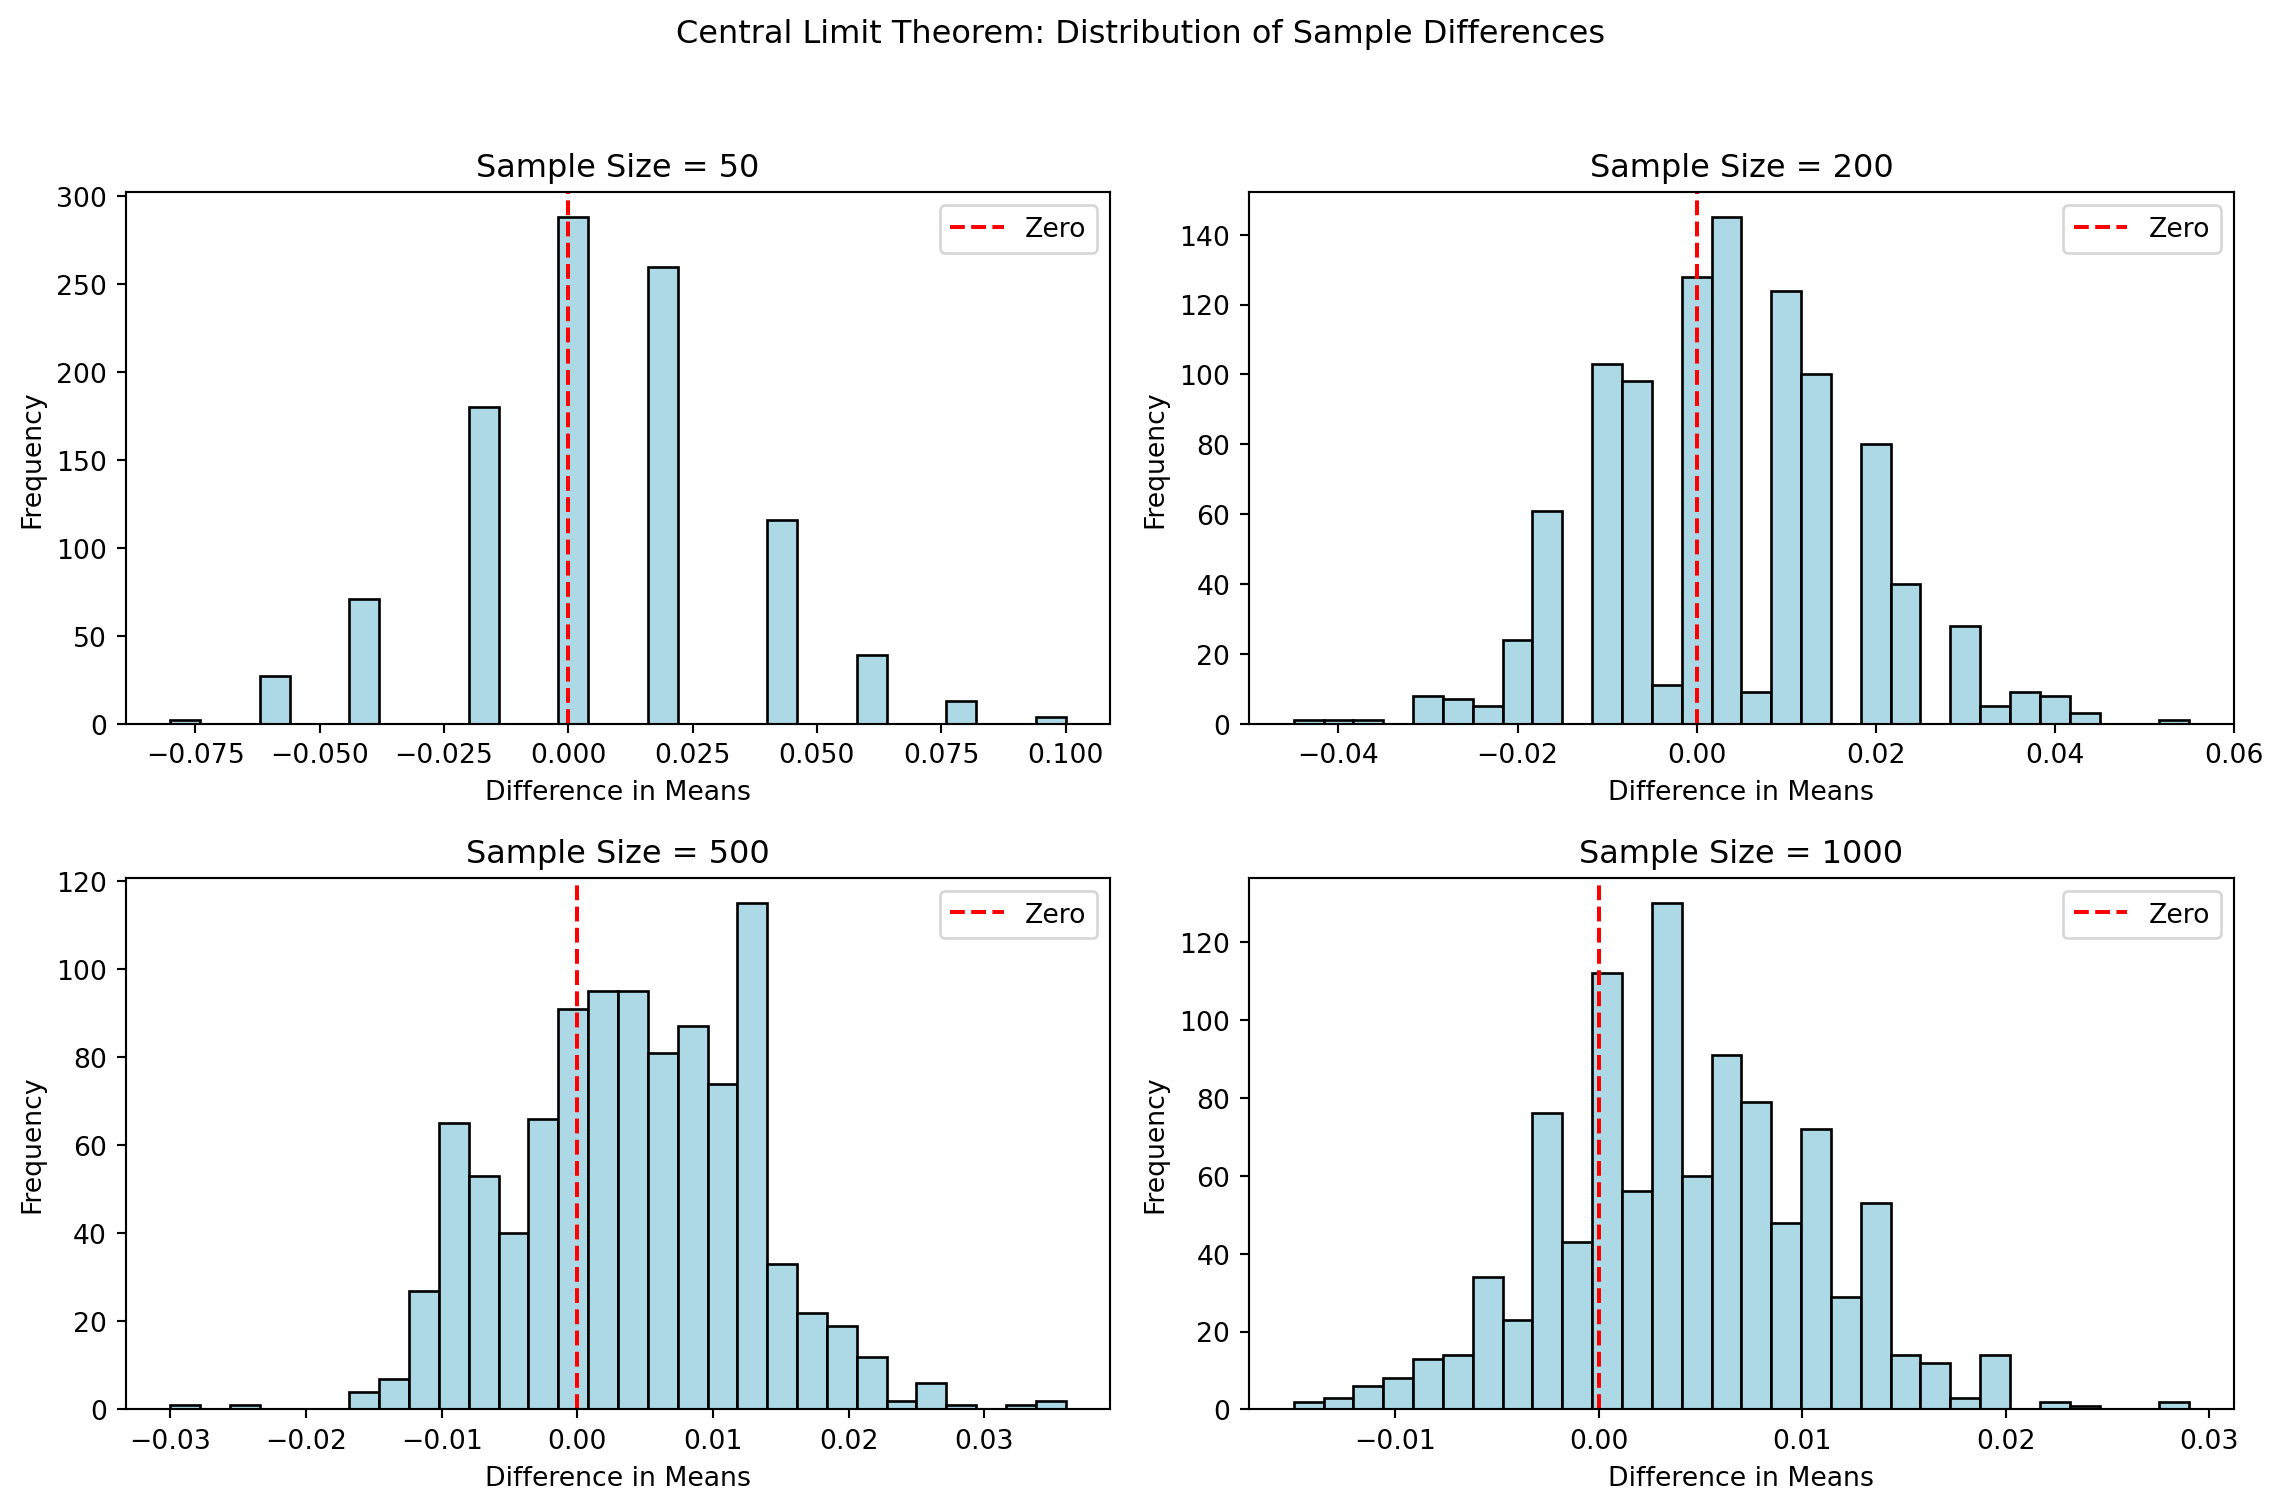 Central Limit Theorem: Distribution of Sample Differences
Sample Size = 50
300
250
200
150
100
50
0
Frequency
Zero
−0.075 −0.050 −0.025 0.000 0.025 0.050 0.075 0.100
Difference in Means
Sample Size = 200
140
120
100
80
60
40
20
0
Frequency
Zero
−0.04 −0.02 0.00 0.02 0.04 0.06
Difference in Means
Sample Size = 500
120
100
80
60
40
20
0
Frequency
Zero
−0.03 −0.02 −0.01 0.00 0.01 0.02 0.03
Difference in Means
Sample Size = 1000
120
100
80
60
40
20
0
Frequency
Zero
−0.01 0.00 0.01 0.02 0.03
Difference in Means